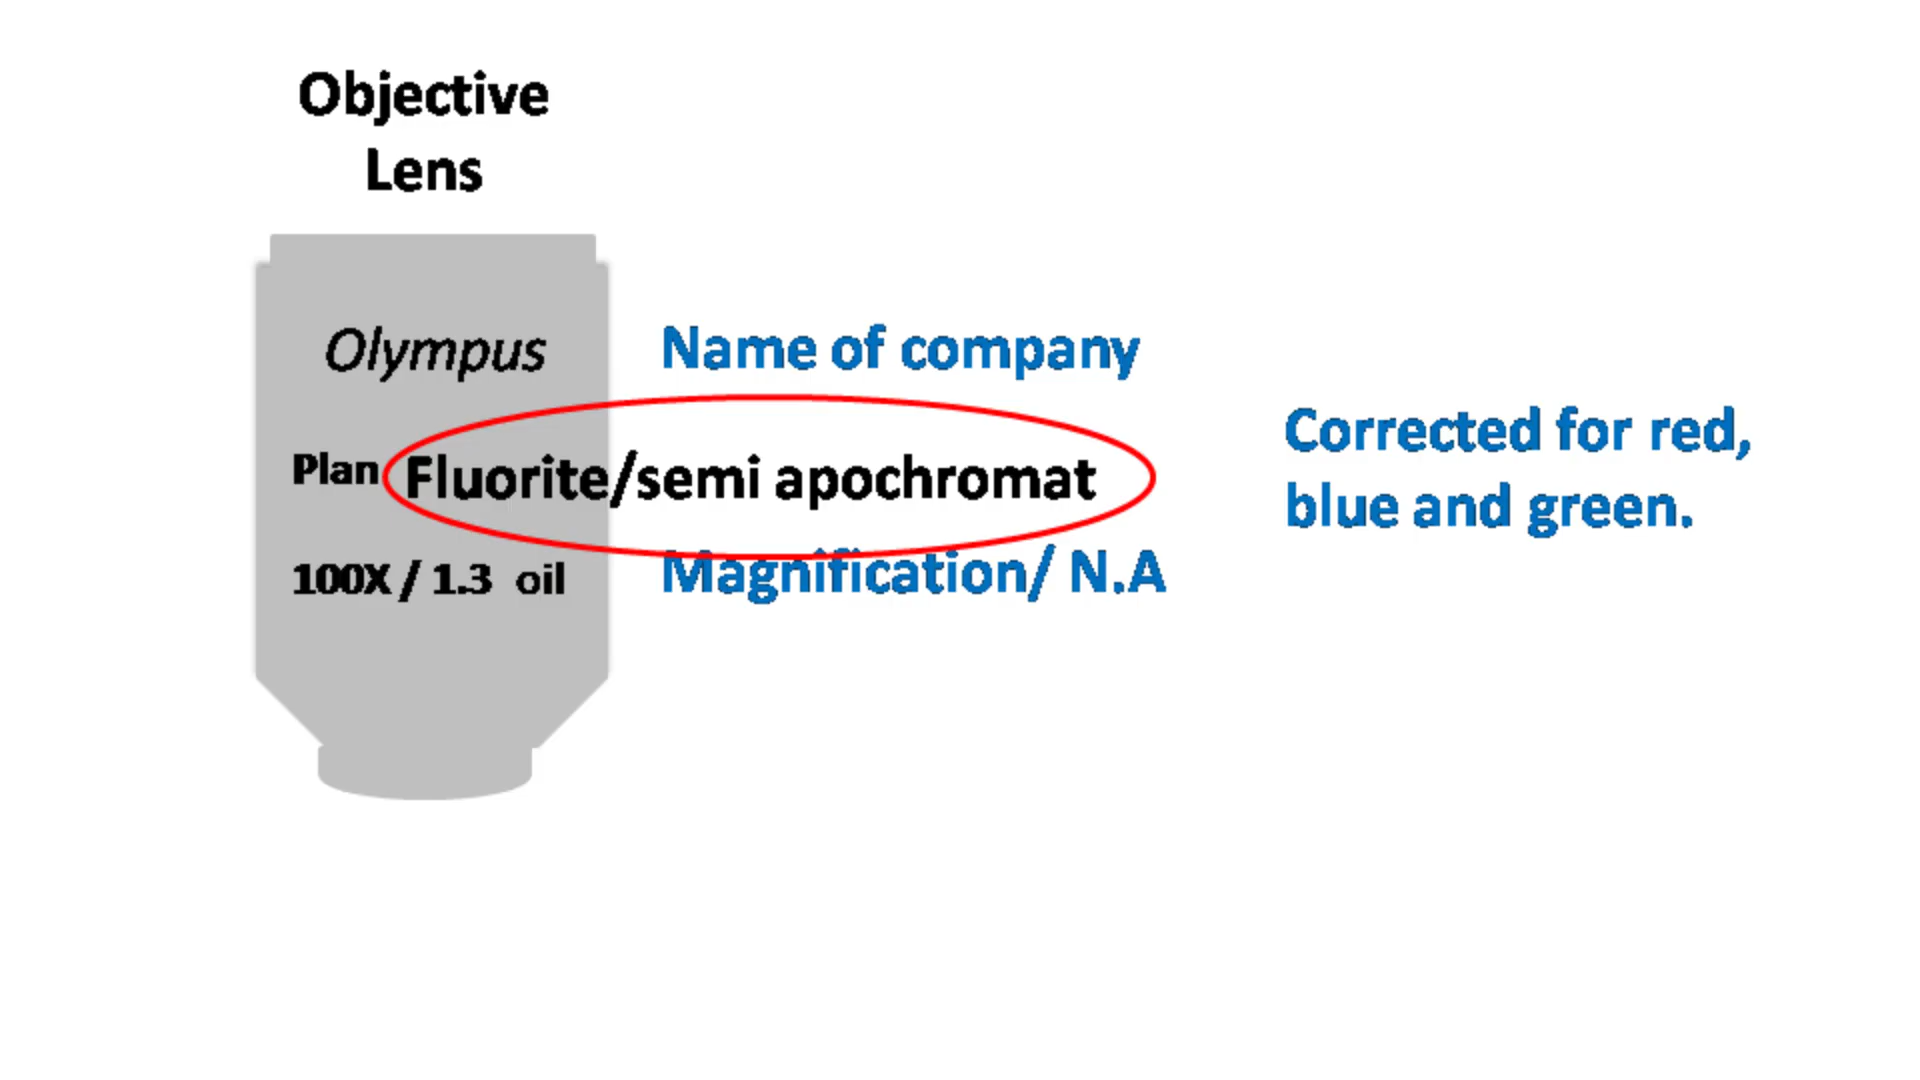 Objective
Lens
Olympus
Name of company
Plan Fluorite/semi apochromat
Corrected for red,
blue and green.
100X / 1.3 oil
Magnification/ N.A